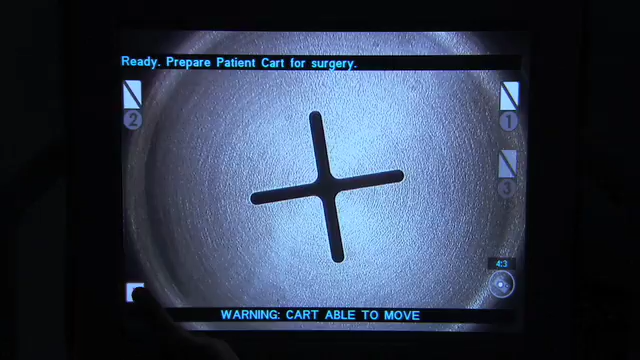 Ready. Prepare Patient Cart for surgery.
2
1
3
4:3
WARNING: CART ABLE TO MOVE